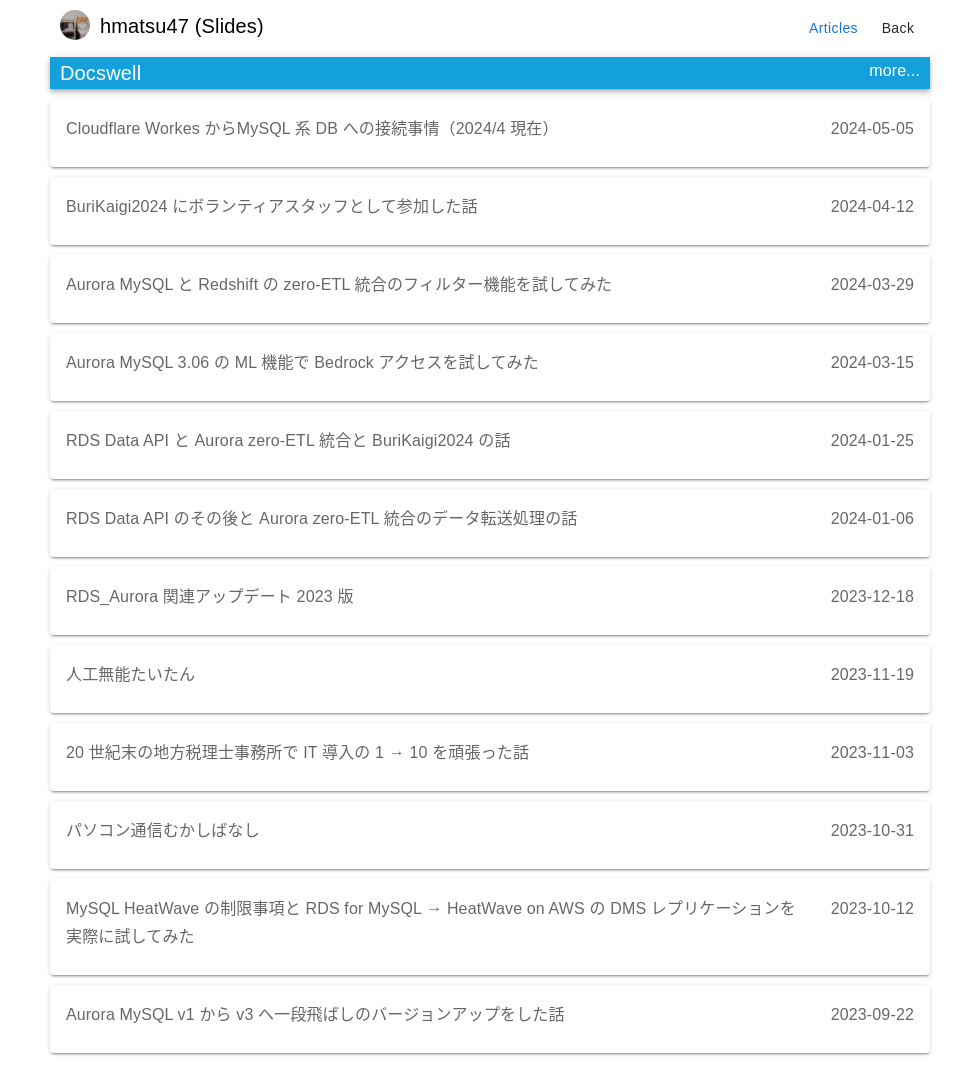 hmatsu47 (Slides)
Articles
Back
Docswell
more...
Cloudflare Workes からMySQL 系 DB への接続事情（2024/4 現在）
2024-05-05
BuriKaigi2024 にボランティアスタッフとして参加した話
2024-04-12
Aurora MySQL と Redshift の zero-ETL 統合のフィルター機能を試してみた
2024-03-29
Aurora MySQL 3.06 の ML 機能で Bedrock アクセスを試してみた
2024-03-15
RDS Data API と Aurora zero-ETL 統合と BuriKaigi2024 の話
2024-01-25
RDS Data API のその後と Aurora zero-ETL 統合のデータ転送処理の話
2024-01-06
RDS_Aurora 関連アップデート 2023 版
2023-12-18
人工無能たいたん
2023-11-19
20 世紀末の地方税理士事務所で IT 導入の 1 → 10 を頑張った話
2023-11-03
パソコン通信むかしばなし
2023-10-31
MySQL HeatWave の制限事項と RDS for MySQL → HeatWave on AWS の DMS レプリケーションを
実際に試してみた
2023-10-12
Aurora MySQL v1 から v3 へ一段飛ばしのバージョンアップをした話
2023-09-22